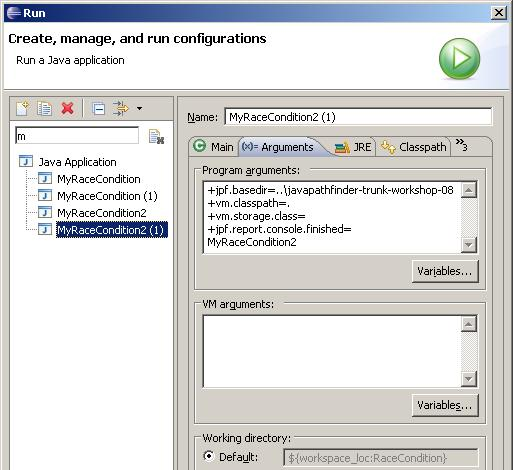 Run
Create, manage, and run configurations
Run a Java application
m
Java Application
MyRaceCondition
MyRaceCondition (1)
MyRaceCondition2
MyRaceCondition2 (1)
Name: MyRaceCondition2 (1)
Main (x)= Arguments JRE Classpath »3
Program arguments:
+jpf.basedir=..\javapathfinder-trunk-workshop-08
+vm.classpath=.
+vm.storage.class=
+jpf.report.console.finished=
MyRaceCondition2
Variables...
VM arguments:
Variables...
Working directory:
Default: ${workspace_loc:RaceCondition}